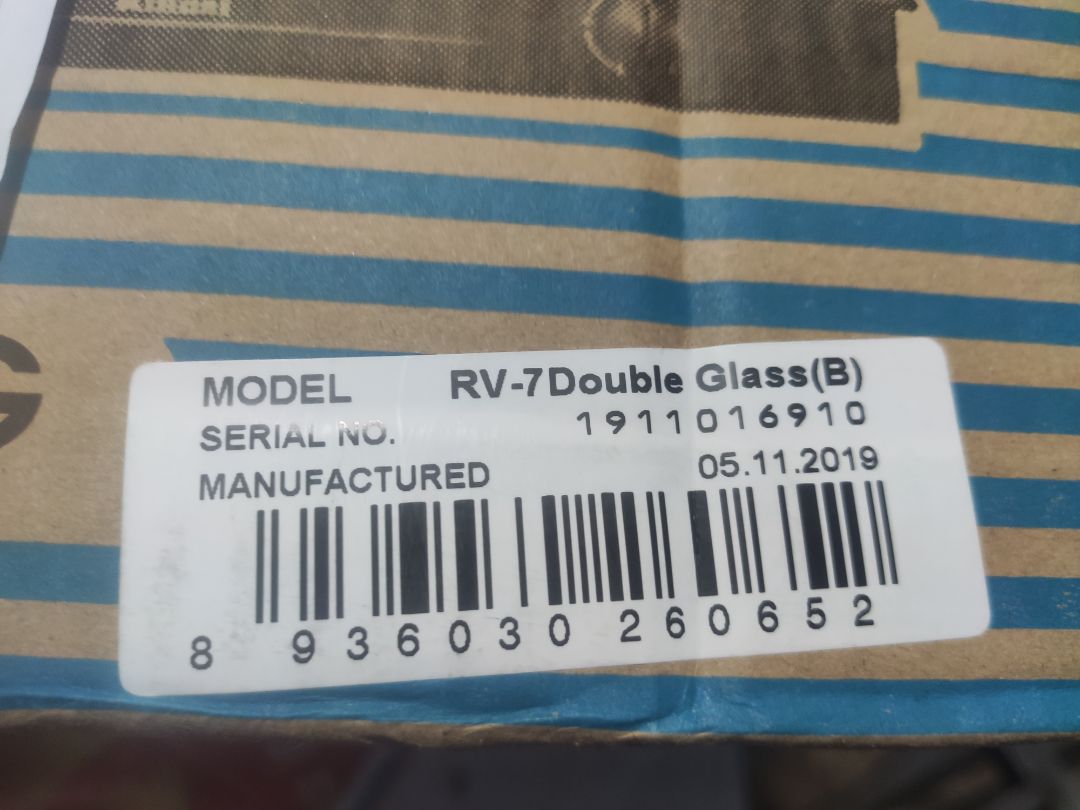 MODEL RV-7Double Glass(B)
SERIAL NO. 1911016910
MANUFACTURED 05.11.2019
8 936030 260652